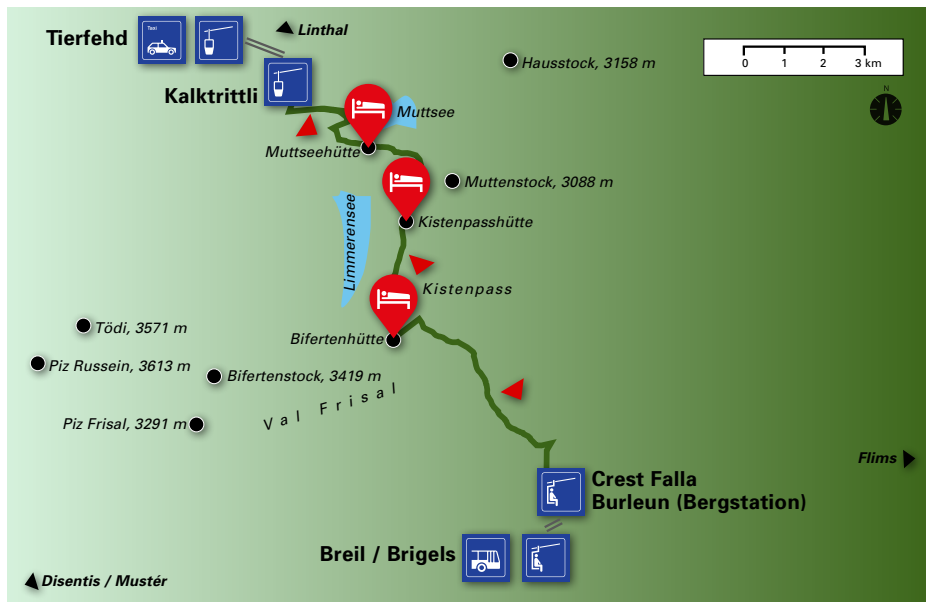 Tierfehd
Taxi
Linthal
Hausstock, 3158 m
0 1 2 3 km
N
Kalktrittli
Muttsee
Muttseehütte
Muttenstock, 3088 m
Kistenpasshütte
Limmerensee
Kistenpass
Tödi, 3571 m
Bifertenhütte
Piz Russein, 3613 m
Bifertenstock, 3419 m
Val Frisal
Piz Frisal, 3291 m
Flims
Crest Falla
Burleun (Bergstation)
Breil / Brigels
Disentis / Mustér